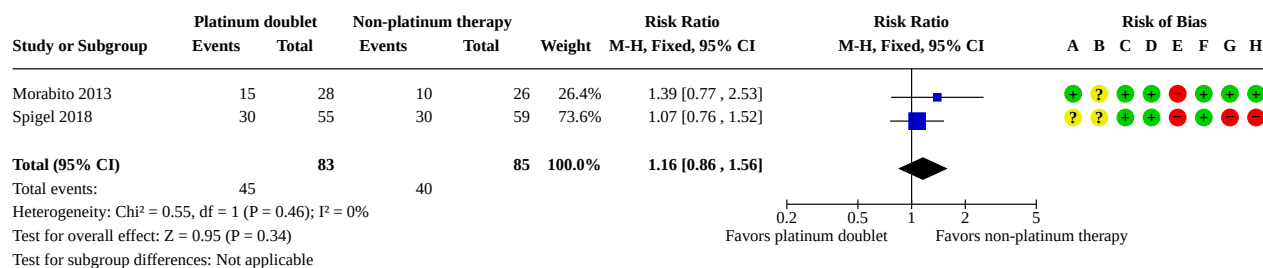 Platinum doublet Non-platinum therapy Risk Ratio Risk Ratio Risk of Bias
Study or Subgroup Events Total Events Total Weight M-H, Fixed, 95% CI M-H, Fixed, 95% CI A B C D E F G H
Morabito 2013 15 28 10 26 26.4% 1.39 [0.77 , 2.53] + ? + + − + + +
Spigel 2018 30 55 30 59 73.6% 1.07 [0.76 , 1.52] ? ? + + − + − −
Total (95% CI) 83 85 100.0% 1.16 [0.86 , 1.56]
Total events: 45 40
Heterogeneity: Chi² = 0.55, df = 1 (P = 0.46); I² = 0%
0.2 0.5 1 2 5
Test for overall effect: Z = 0.95 (P = 0.34) Favors platinum doublet Favors non-platinum therapy
Test for subgroup differences: Not applicable